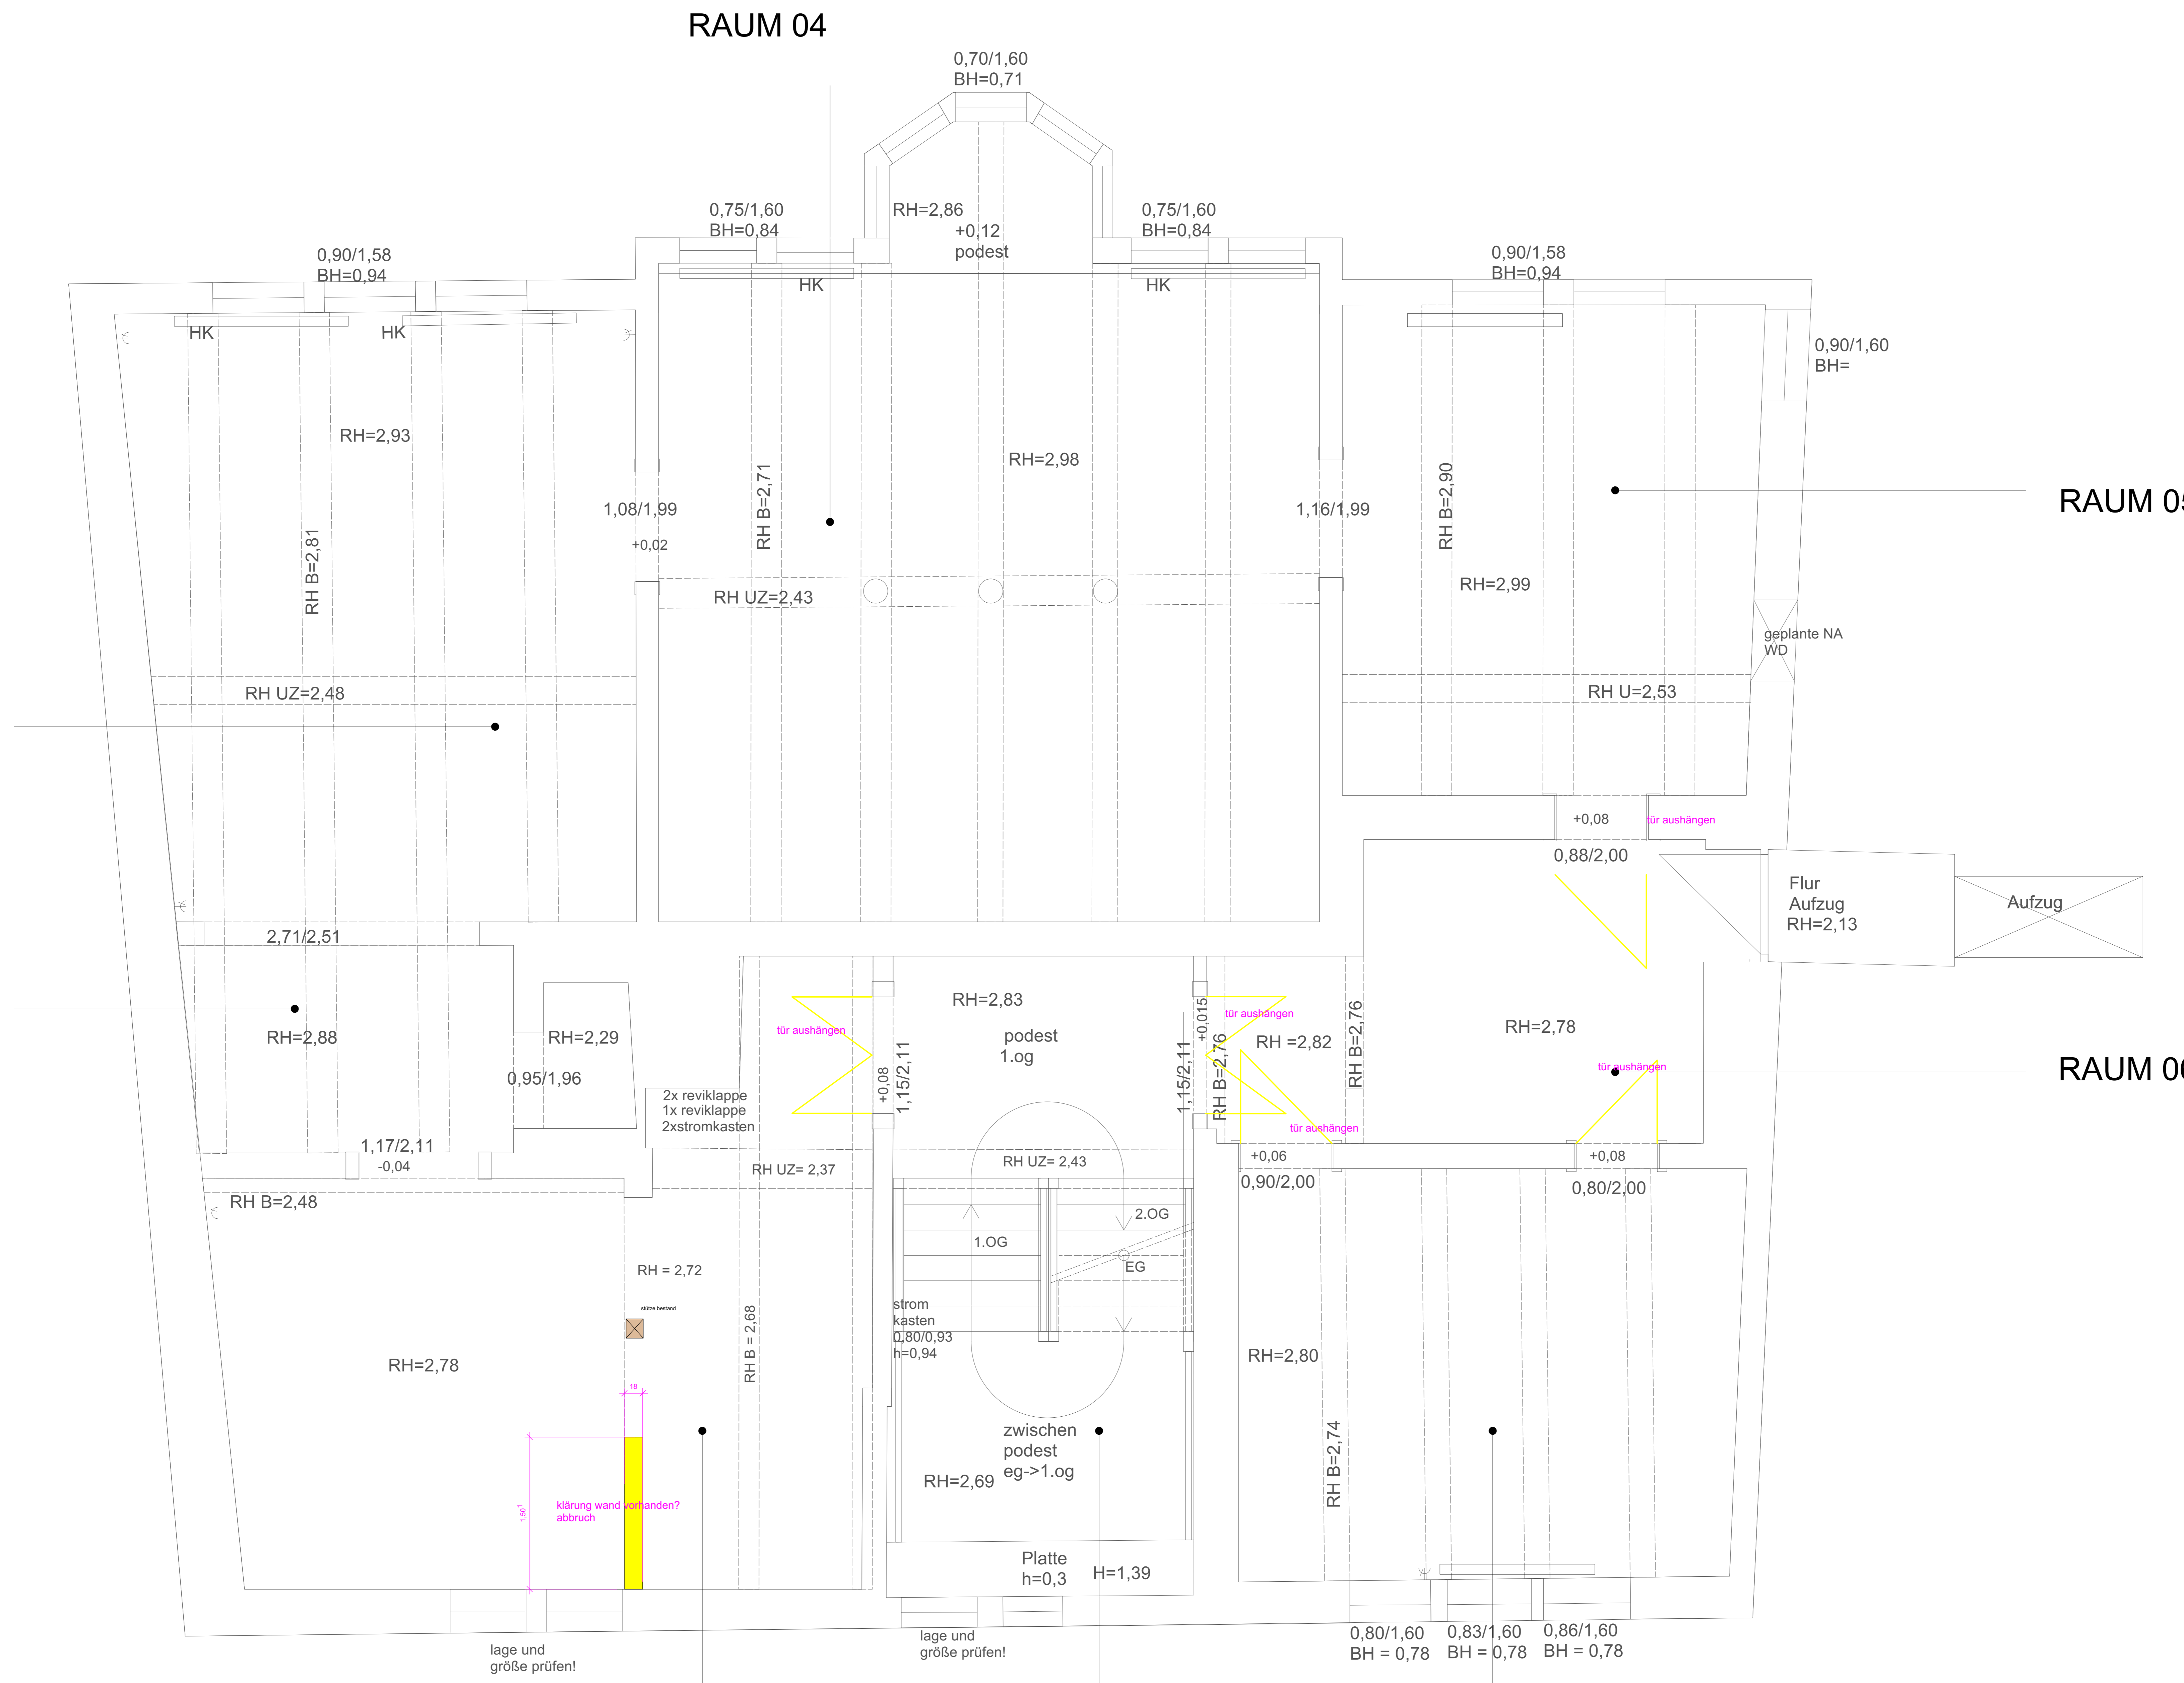 RAUM 04
0,70/1,60
BH=0,71
0,75/1,60
BH=0,84
RH=2,86
+0,12
podest
0,75/1,60
BH=0,84
0,90/1,58
BH=0,94
0,90/1,58
BH=0,94
HK
HK
HK
HK
0,90/1,60
BH=
RH=2,93
RH=2,98
RH B=2,71
RH B=2,90
RAUM 05
1,08/1,99
1,16/1,99
+0,02
RH B=2,81
RH=2,99
RH UZ=2,43
geplante NA
WD
RH UZ=2,48
RH U=2,53
+0,08
tür aushängen
0,88/2,00
Flur
Aufzug
RH=2,13
Aufzug
2,71/2,51
RH=2,83
podest
1.og
tür aushängen
+0,015
tür aushängen
RH =2,82
RH B=2,76
RH B=2,76
RH=2,78
RH=2,88
RH=2,29
0,95/1,96
+0,08
1,15/2,11
1,15/2,11
tür aushängen
RAUM 06
2x reviklappe
1x reviklappe
2xstromkasten
tür aushängen
1,17/2,11
-0,04
RH UZ= 2,37
RH UZ= 2,43
+0,06
0,90/2,00
+0,08
0,80/2,00
RH B=2,48
2.OG
1.OG
EG
RH = 2,72
stütze bestand
strom
kasten
0,80/0,93
h=0,94
RH B = 2,68
RH=2,78
RH=2,80
18
zwischen
podest
eg->1.og
RH=2,69
RH B=2,74
1,50¹
klärung wand vorhanden?
abbruch
Platte
h=0,3
H=1,39
lage und
größe prüfen!
lage und
größe prüfen!
0,80/1,60
BH = 0,78
0,83/1,60
BH = 0,78
0,86/1,60
BH = 0,78